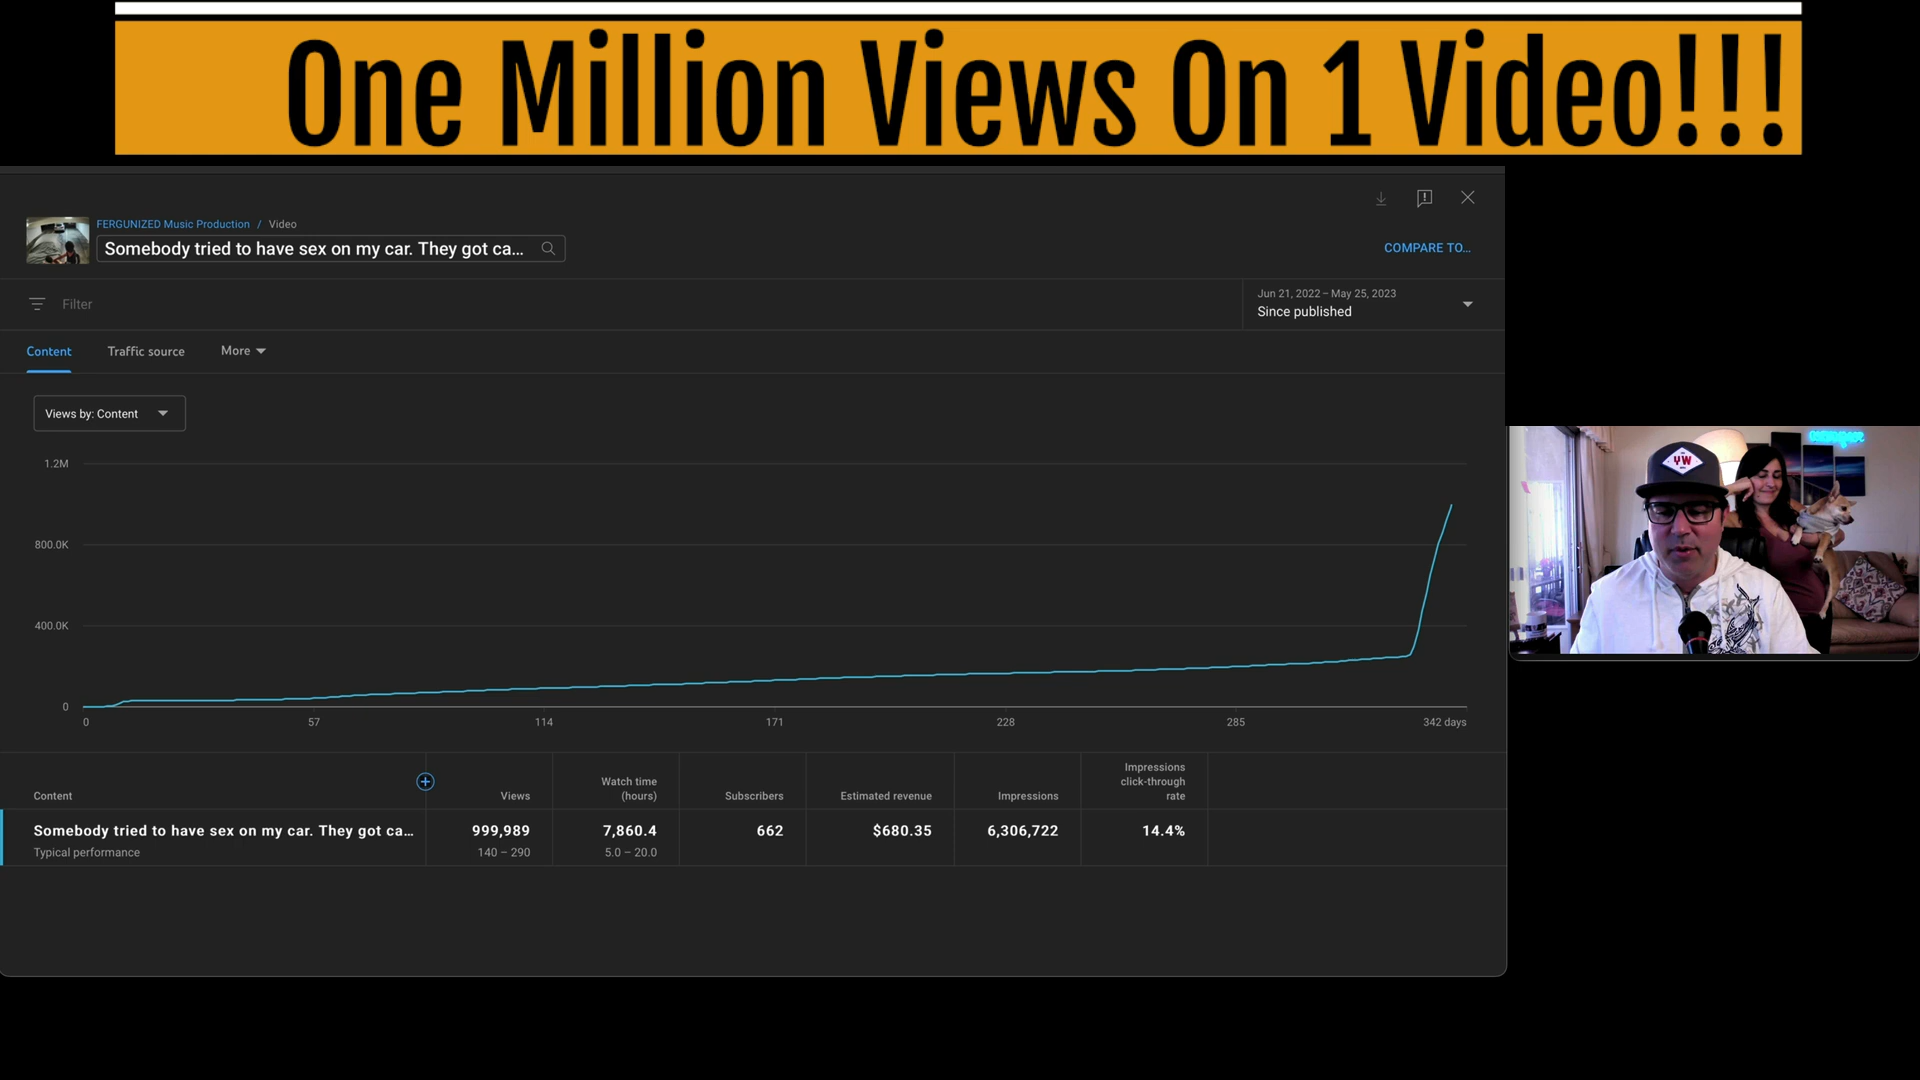 One Million Views On 1 Video!!!
FERGUNIZED Music Production / Video
Somebody tried to have sex on my car. They got ca...
COMPARE TO...
Filter
Jun 21, 2022 – May 25, 2023
Since published
Content
Traffic source
More
Views by: Content
1.2M
800.0K
400.0K
0
0
57
114
171
228
285
342 days
YW
Content
Views
Watch time
(hours)
Subscribers
Estimated revenue
Impressions
Impressions
click-through
rate
Somebody tried to have sex on my car. They got ca...
999,989
7,860.4
662
$680.35
6,306,722
14.4%
Typical performance
140 – 290
5.0 – 20.0